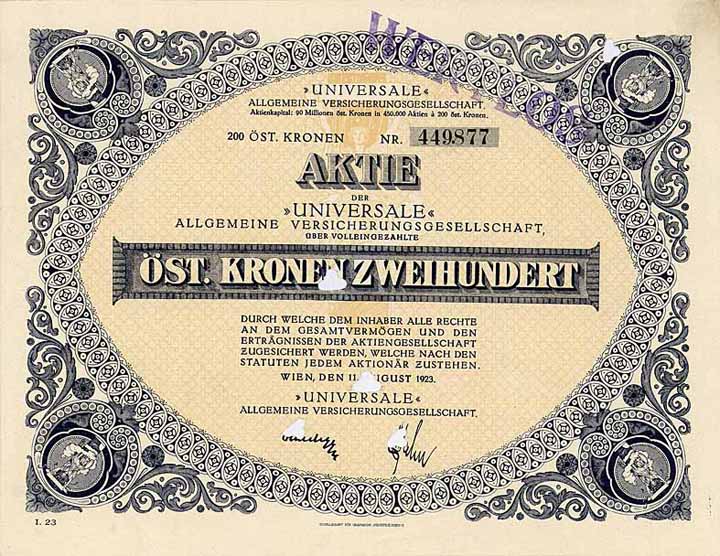 »UNIVERSALE«
ALLGEMEINE VERSICHERUNGSGESELLSCHAFT.
Aktienkapital: 90 Millionen öst. Kronen in 450.000 Aktien à 200 öst. Kronen.
200 ÖST. KRONEN NR. 449877
AKTIE
DER
»UNIVERSALE«
ALLGEMEINE VERSICHERUNGSGESELLSCHAFT,
ÜBER VOLLEINGEZAHLTE
ÖST. KRONEN ZWEIHUNDERT
DURCH WELCHE DEM INHABER ALLE RECHTE
AN DEM GESAMTVERMÖGEN UND DEN
ERTRÄGNISSEN DER AKTIENGESELLSCHAFT
ZUGESICHERT WERDEN, WELCHE NACH DEN
STATUTEN JEDEM AKTIONÄR ZUSTEHEN.
WIEN, DEN 11. UGUST 1923.
»UNIVERSALE«
ALLGEMEINE VERSICHERUNGSGESELLSCHAFT.
I. 23